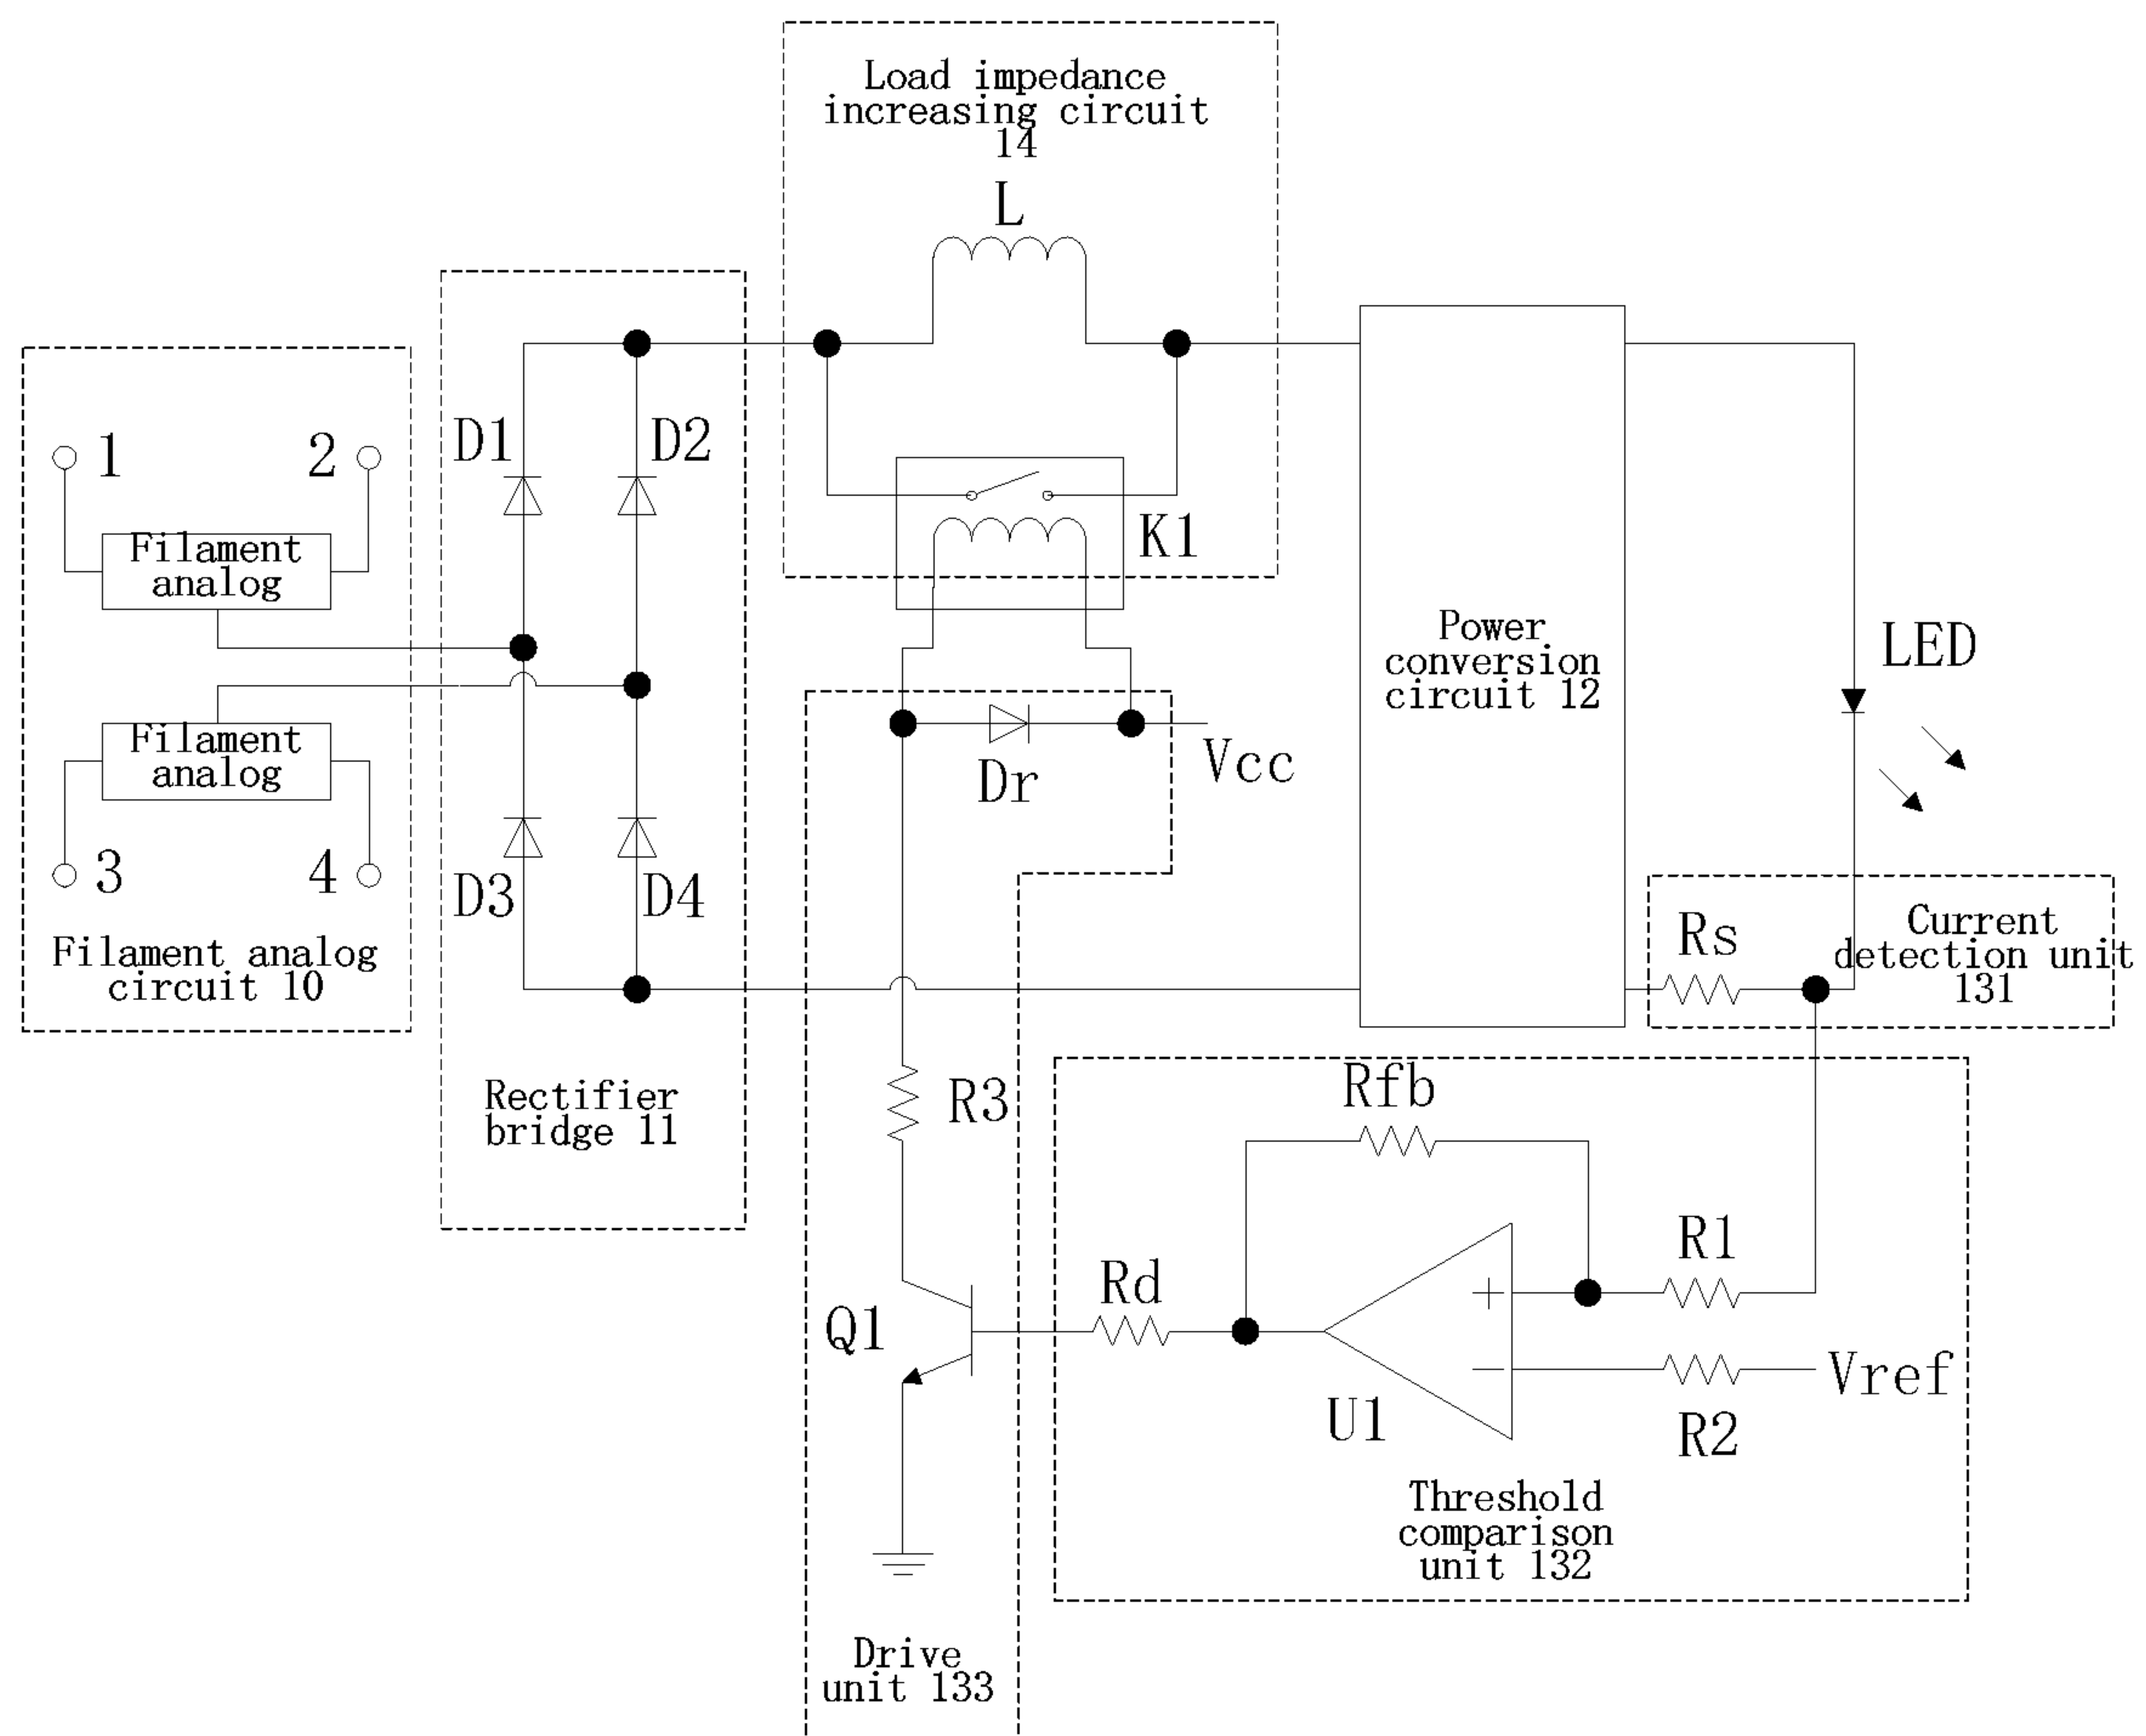 Load impedance
increasing circuit
14
L
D1
D2
1
2
K1
Filament
analog
Filament
analog
3
4
Filament analog
circuit 10
D3
D4
Rectifier
bridge 11
Dr
Vcc
Power
conversion
circuit 12
LED
Rs
Current
detection unit
131
R3
Rfb
R1
Rd
+
−
Q1
U1
Vref
R2
Threshold
comparison
unit 132
Drive
unit 133